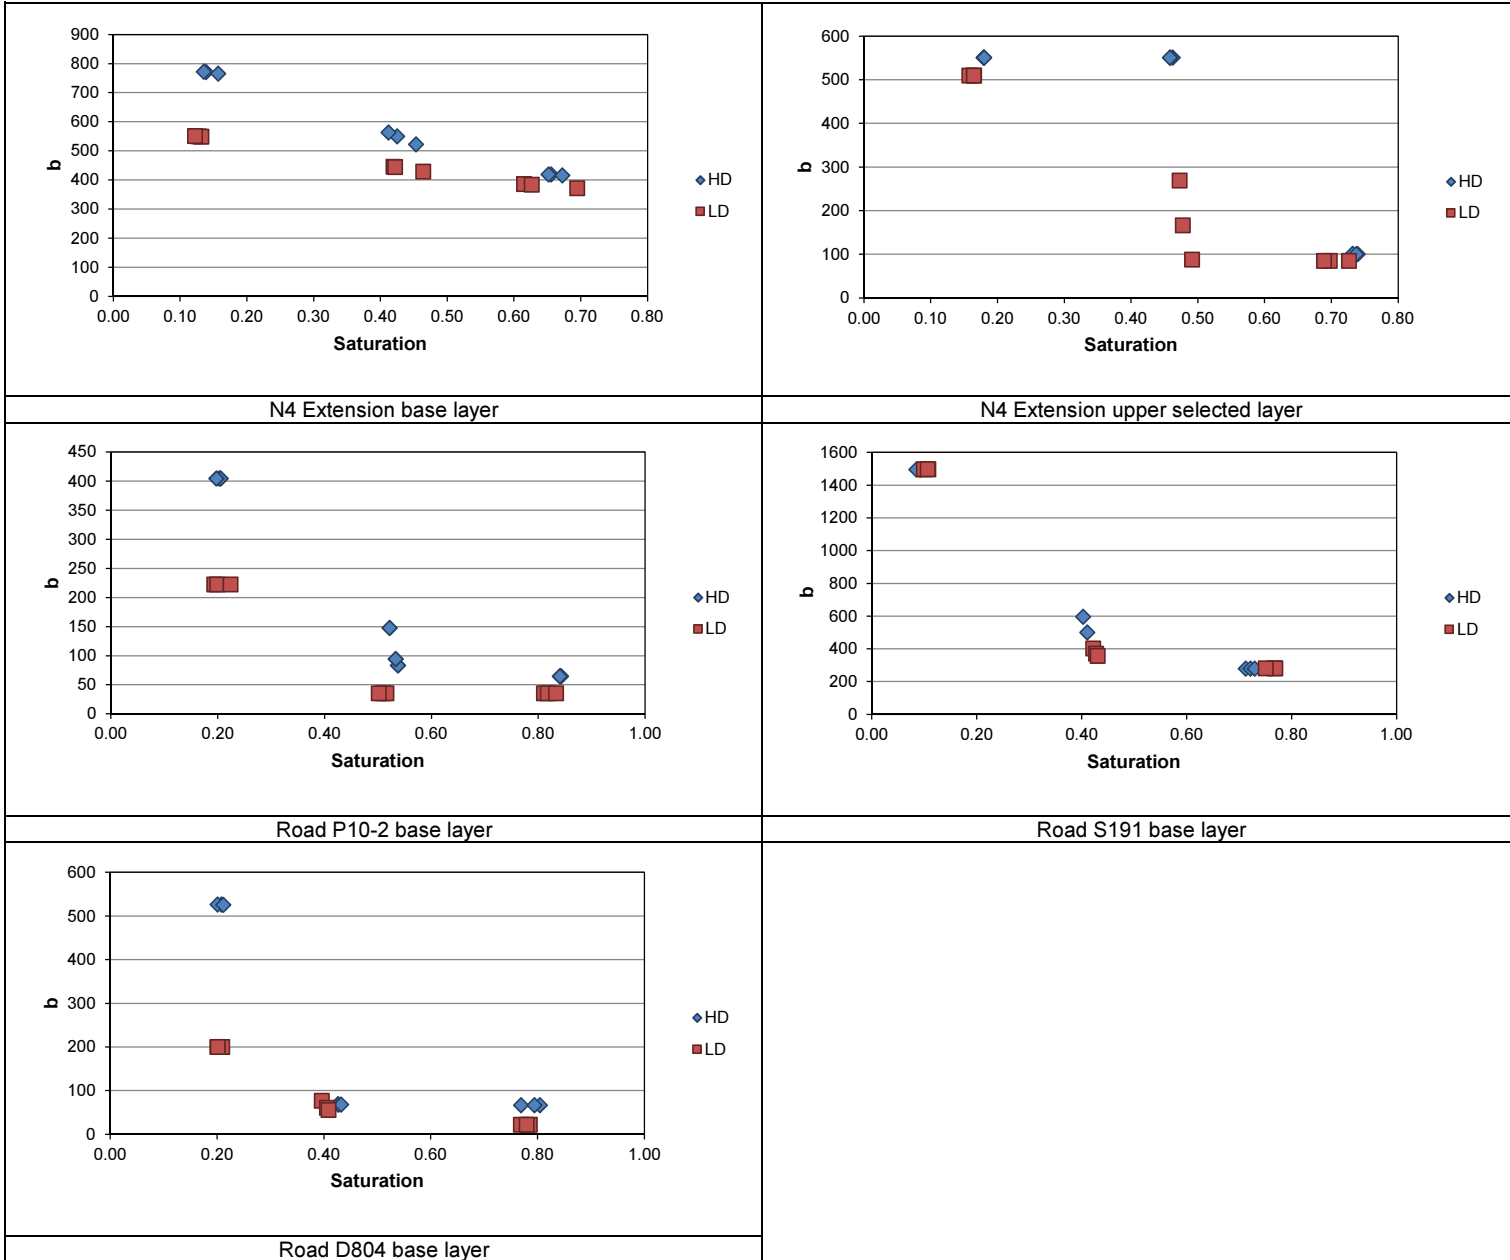 900
800
700
600
500
400
300
200
100
0
b
0.00 0.10 0.20 0.30 0.40 0.50 0.60 0.70 0.80
Saturation
HD
LD
600
500
400
300
200
100
0
b
0.00 0.10 0.20 0.30 0.40 0.50 0.60 0.70 0.80
Saturation
HD
LD
N4 Extension base layer
N4 Extension upper selected layer
450
400
350
300
250
200
150
100
50
0
b
0.00 0.20 0.40 0.60 0.80 1.00
Saturation
HD
LD
1600
1400
1200
1000
800
600
400
200
0
b
0.00 0.20 0.40 0.60 0.80 1.00
Saturation
HD
LD
Road P10-2 base layer
Road S191 base layer
600
500
400
300
200
100
0
b
0.00 0.20 0.40 0.60 0.80 1.00
Saturation
HD
LD
Road D804 base layer